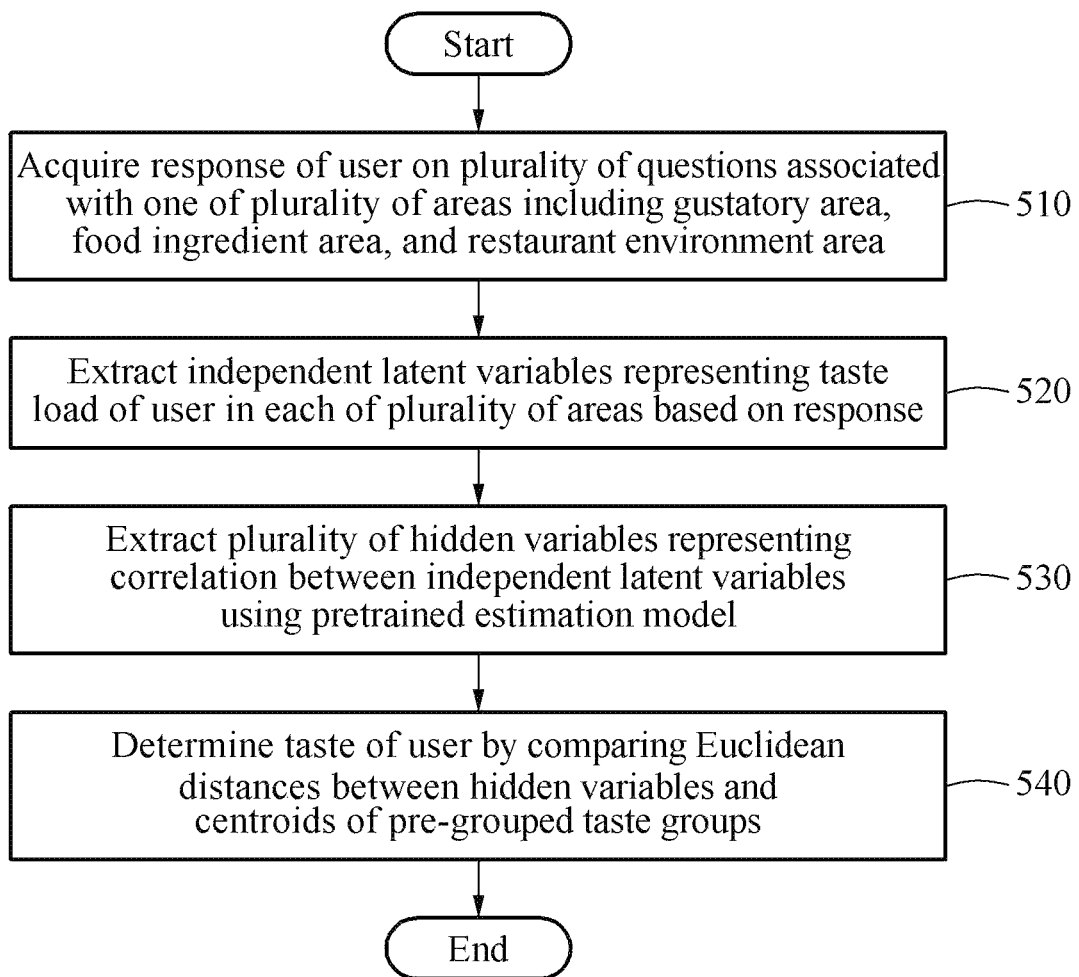 Start
Acquire response of user on plurality of questions associated
with one of plurality of areas including gustatory area,
food ingredient area, and restaurant environment area
510
Extract independent latent variables representing taste
load of user in each of plurality of areas based on response
520
Extract plurality of hidden variables representing
correlation between independent latent variables
using pretrained estimation model
530
Determine taste of user by comparing Euclidean
distances between hidden variables and
centroids of pre-grouped taste groups
540
End